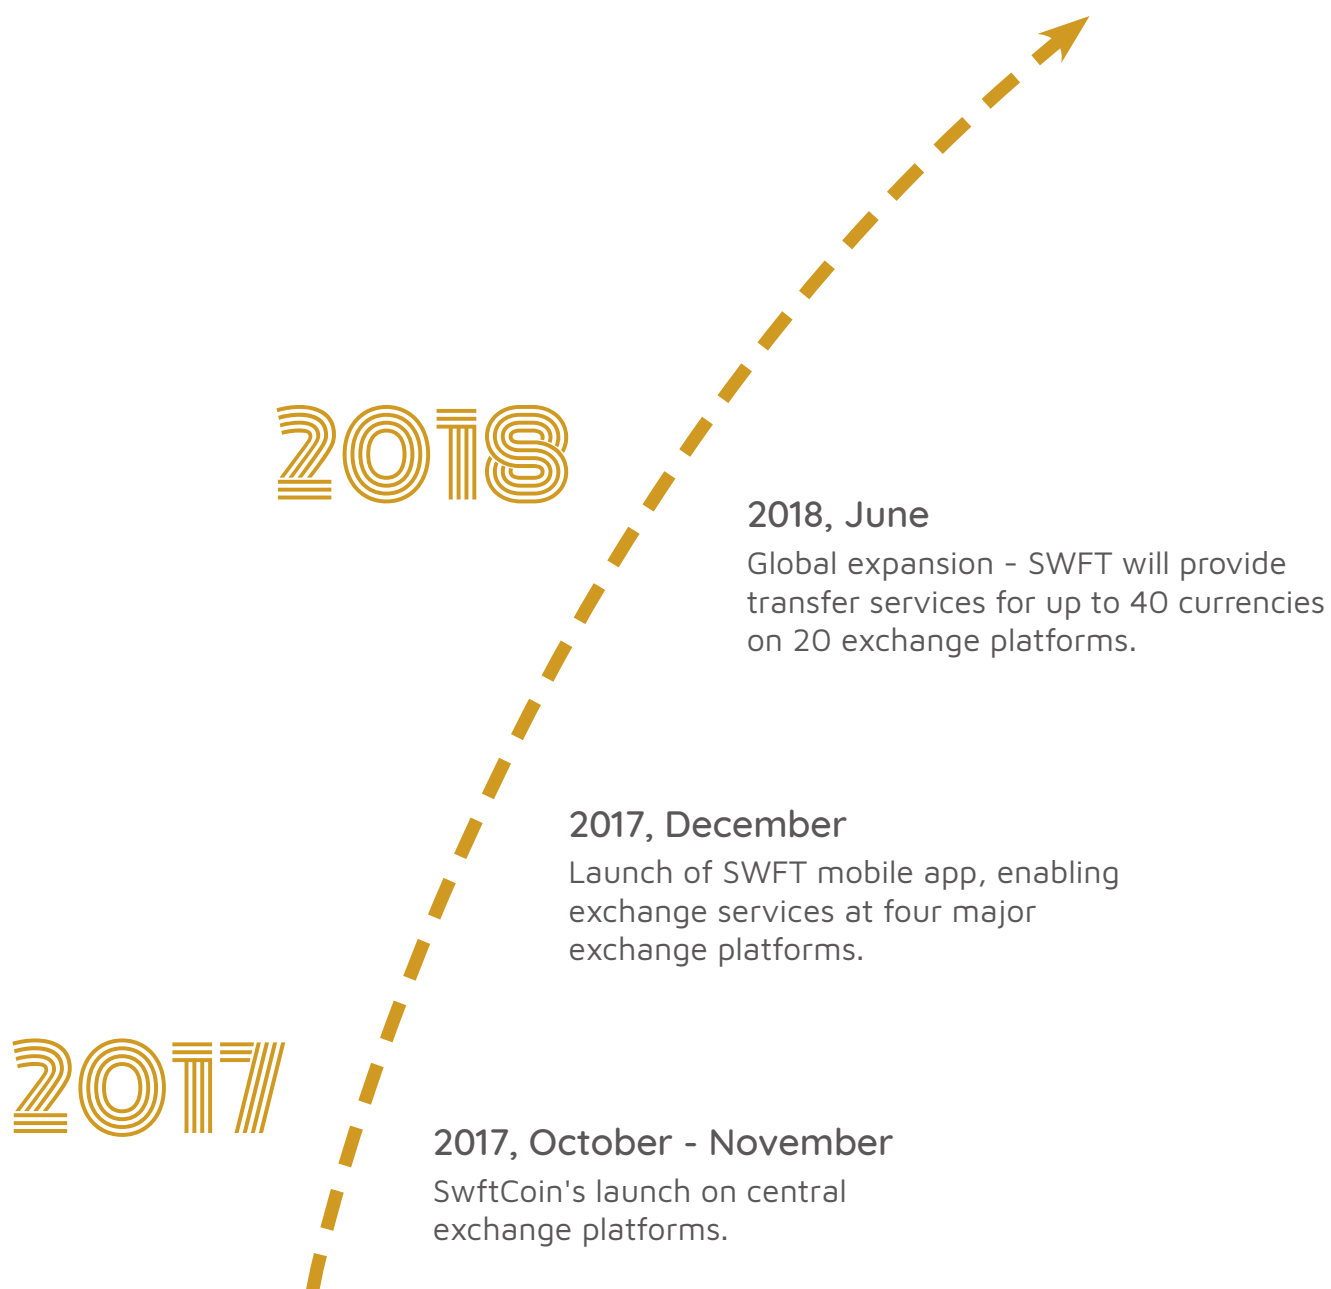 2018
2018, June
Global expansion - SWFT will provide
transfer services for up to 40 currencies
on 20 exchange platforms.
2017, December
Launch of SWFT mobile app, enabling
exchange services at four major
exchange platforms.
2017
2017, October - November
SwftCoin's launch on central
exchange platforms.